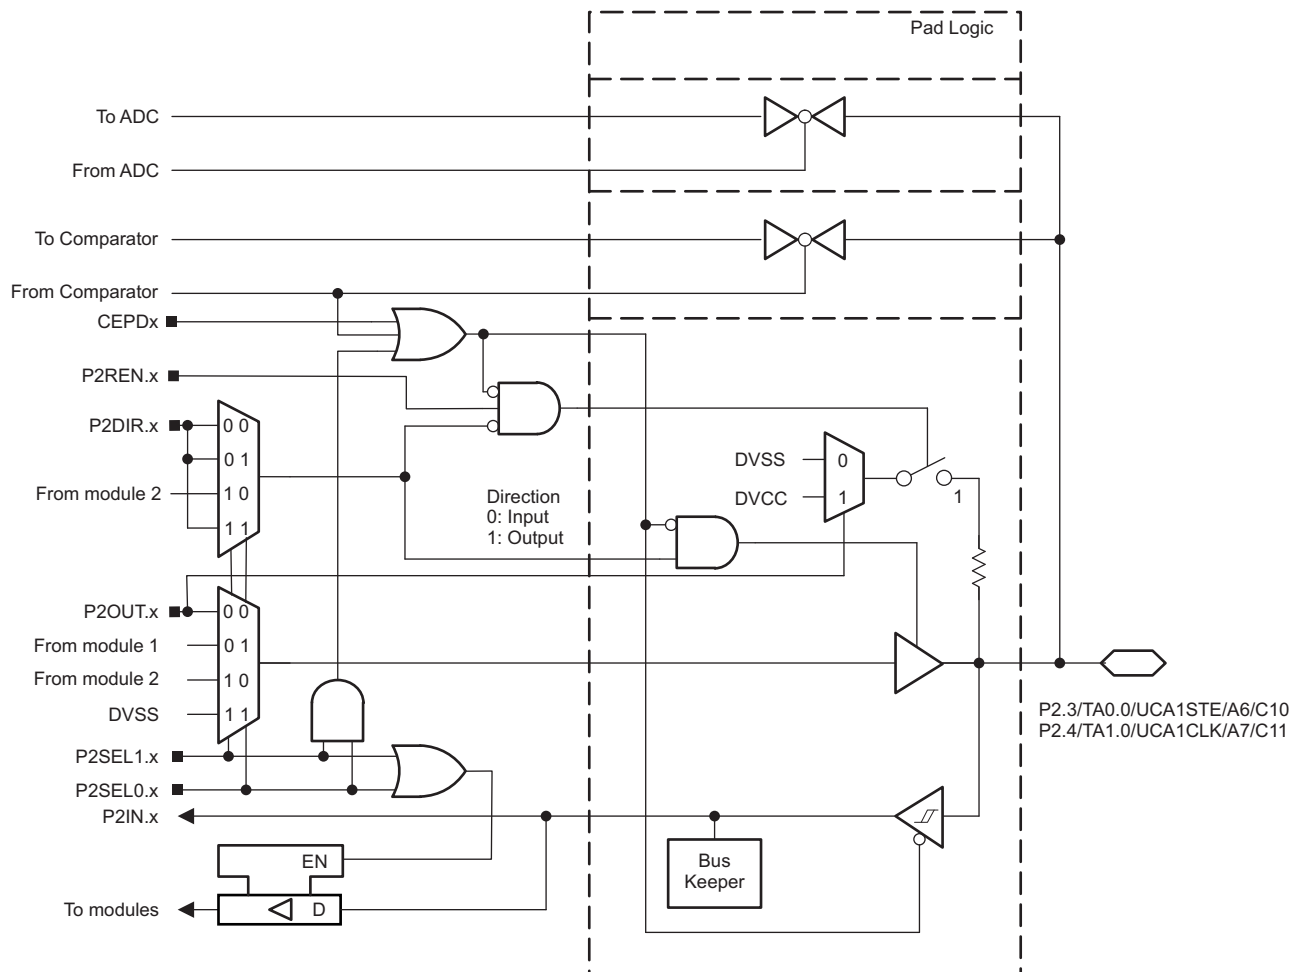 Pad Logic
To ADC
From ADC
To Comparator
From Comparator
CEPDx
P2REN.x
P2DIR.x
0 0
0 1
From module 2
1 0
1 1
Direction
0: Input
1: Output
DVSS
0
DVCC
1
1
P2OUT.x
0 0
From module 1
0 1
From module 2
1 0
DVSS
1 1
P2.3/TA0.0/UCA1STE/A6/C10
P2.4/TA1.0/UCA1CLK/A7/C11
P2SEL1.x
P2SEL0.x
P2IN.x
EN
Bus
Keeper
To modules
D